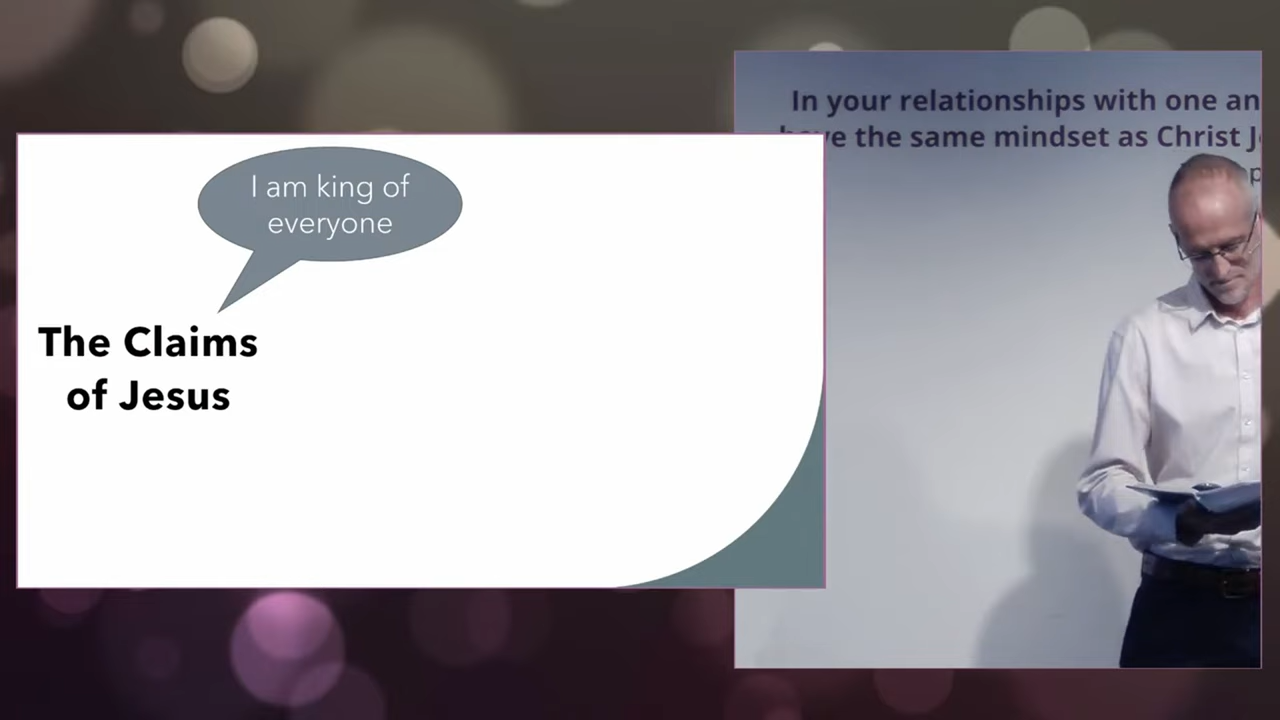 I am king of
everyone
The Claims
of Jesus
In your relationships with one an
have the same mindset as Christ J